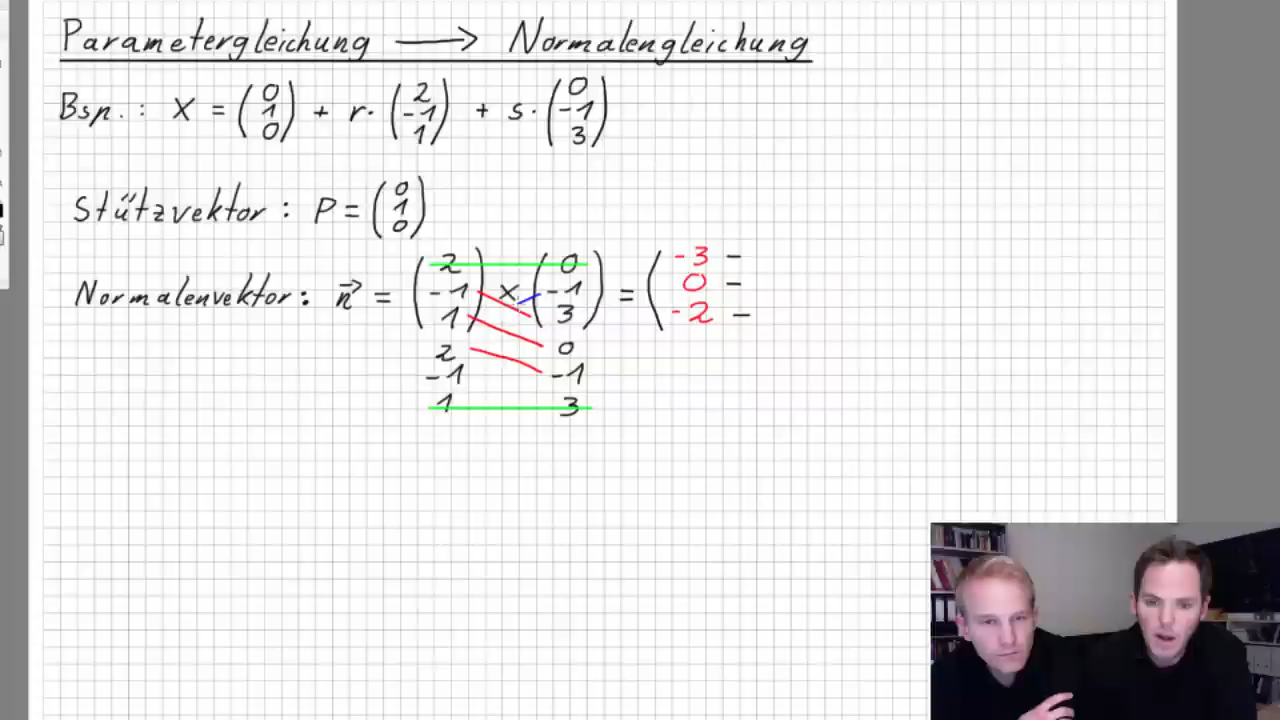 Parametergleichung → Normalengleichung
Bsp.: X = (0 1 0) + r· (2 -1 1) + s· (0 -1 3)
Stützvektor: P = (0 1 0)
Normalenvektor: n⃗ = (2 -1 1) × (0 -1 3) = ( -3 - 0 - -2 -
2 0
-1 -1
1 3